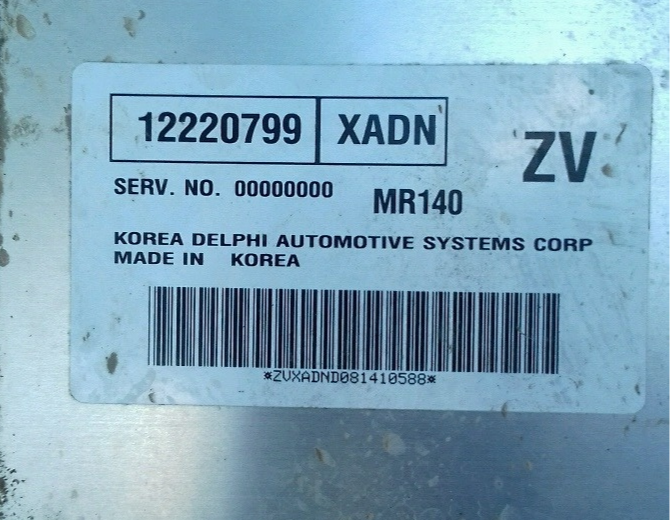 12220799 XADN
ZV
SERV. NO. 00000000
MR140
KOREA DELPHI AUTOMOTIVE SYSTEMS CORP
MADE IN KOREA
*ZVXADND081410588*